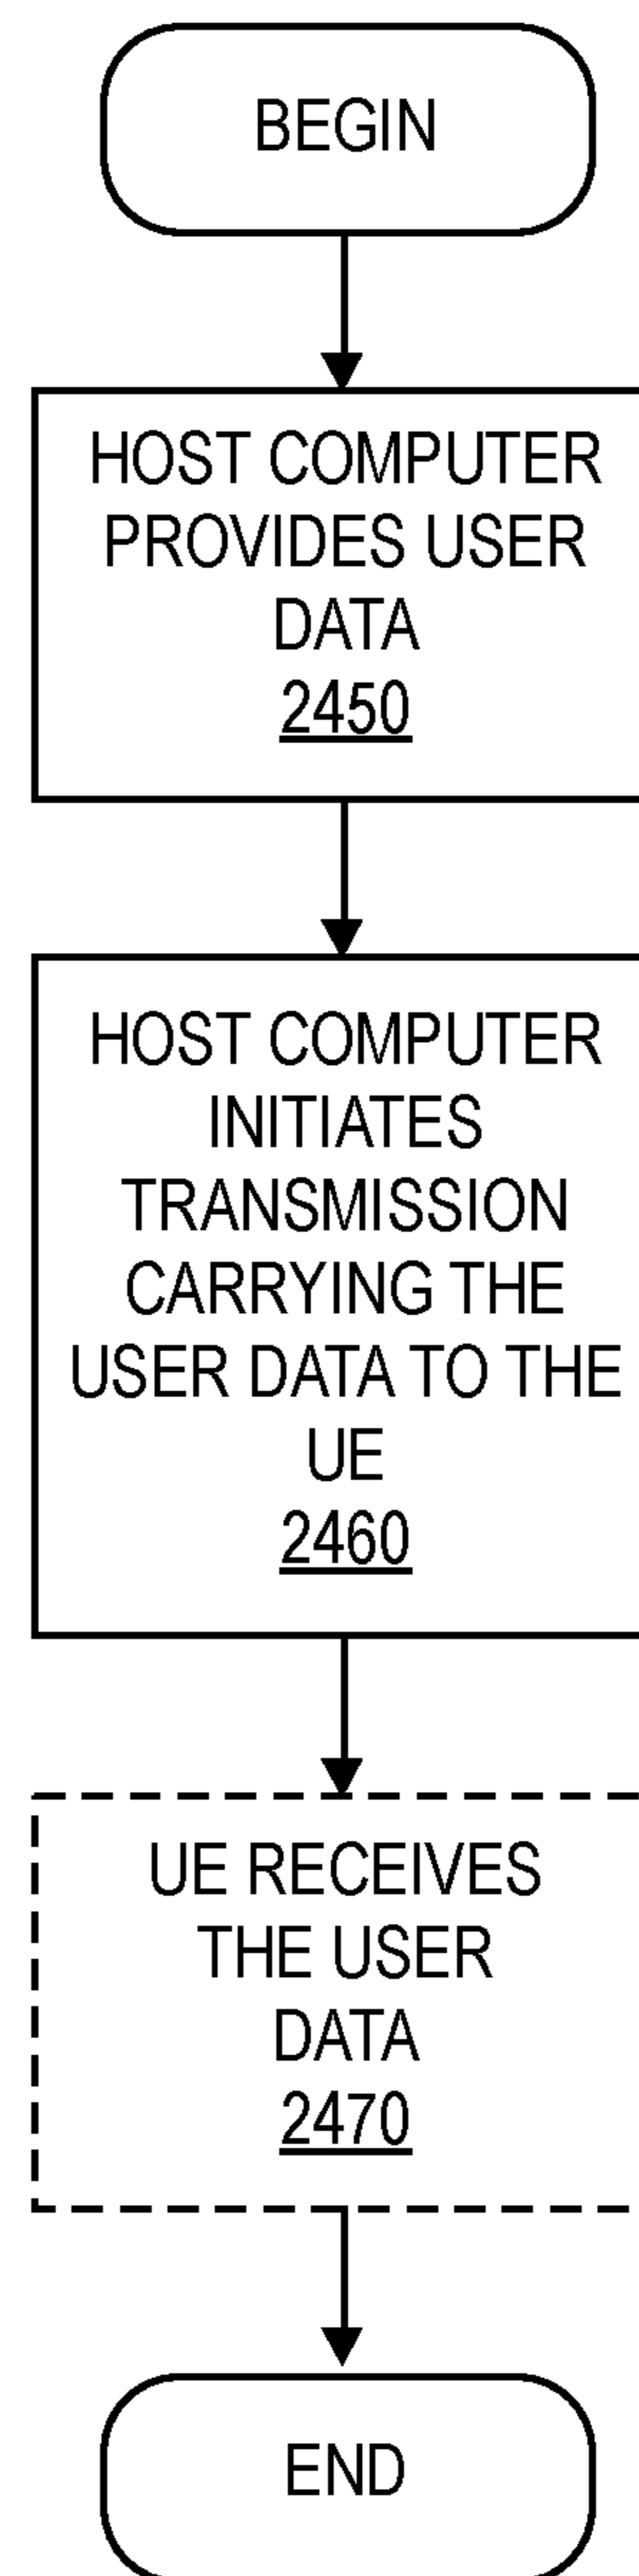 BEGIN
HOST COMPUTER
PROVIDES USER
DATA
2450
HOST COMPUTER
INITIATES
TRANSMISSION
CARRYING THE
USER DATA TO THE
UE
2460
UE RECEIVES
THE USER
DATA
2470
END